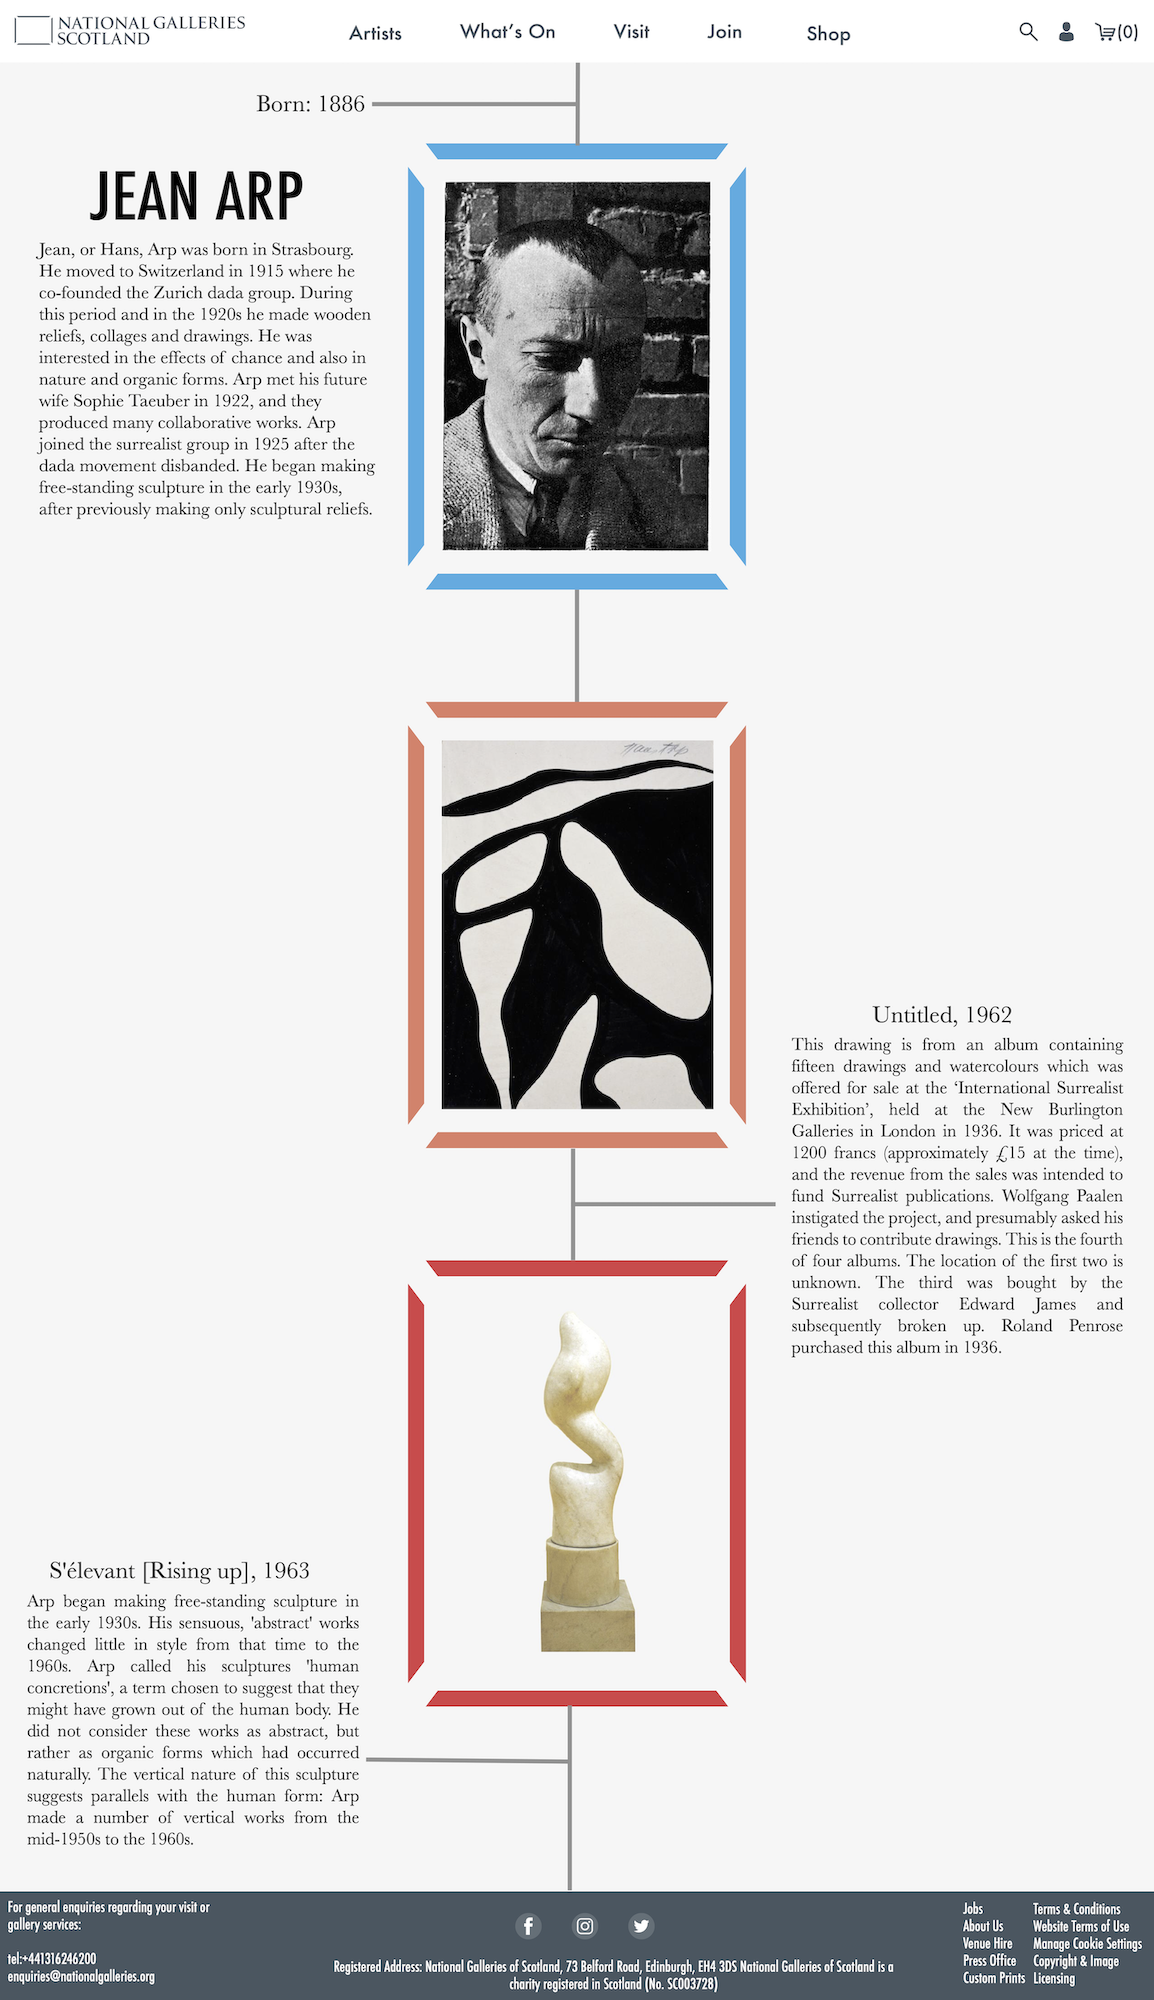 NATIONAL GALLERIES
SCOTLAND
Artists
What's On
Visit
Join
Shop
(0)
Born: 1886
JEAN ARP
Jean, or Hans, Arp was born in Strasbourg.
He moved to Switzerland in 1915 where he
co-founded the Zurich dada group. During
this period and in the 1920s he made wooden
reliefs, collages and drawings. He was
interested in the effects of chance and also in
nature and organic forms. Arp met his future
wife Sophie Taeuber in 1922, and they
produced many collaborative works. Arp
joined the surrealist group in 1925 after the
dada movement disbanded. He began making
free-standing sculpture in the early 1930s,
after previously making only sculptural reliefs.
Untitled, 1962
This drawing is from an album containing
fifteen drawings and watercolours which was
offered for sale at the ‘International Surrealist
Exhibition’, held at the New Burlington
Galleries in London in 1936. It was priced at
1200 francs (approximately £15 at the time),
and the revenue from the sales was intended to
fund Surrealist publications. Wolfgang Paalen
instigated the project, and presumably asked his
friends to contribute drawings. This is the fourth
of four albums. The location of the first two is
unknown. The third was bought by the
Surrealist collector Edward James and
subsequently broken up. Roland Penrose
purchased this album in 1936.
S'élevant [Rising up], 1963
Arp began making free-standing sculpture in
the early 1930s. His sensuous, 'abstract' works
changed little in style from that time to the
1960s. Arp called his sculptures 'human
concretions', a term chosen to suggest that they
might have grown out of the human body. He
did not consider these works as abstract, but
rather as organic forms which had occurred
naturally. The vertical nature of this sculpture
suggests parallels with the human form: Arp
made a number of vertical works from the
mid-1950s to the 1960s.
For general enquiries regarding your visit or
gallery services:
tel:+441316246200
enquiries@nationalgalleries.org
Registered Address: National Galleries of Scotland, 73 Belford Road, Edinburgh, EH4 3DS National Galleries of Scotland is a
charity registered in Scotland (No. SC003728)
Jobs
About Us
Venue Hire
Press Office
Custom Prints
Terms & Conditions
Website Terms of Use
Manage Cookie Settings
Copyright & Image
Licensing